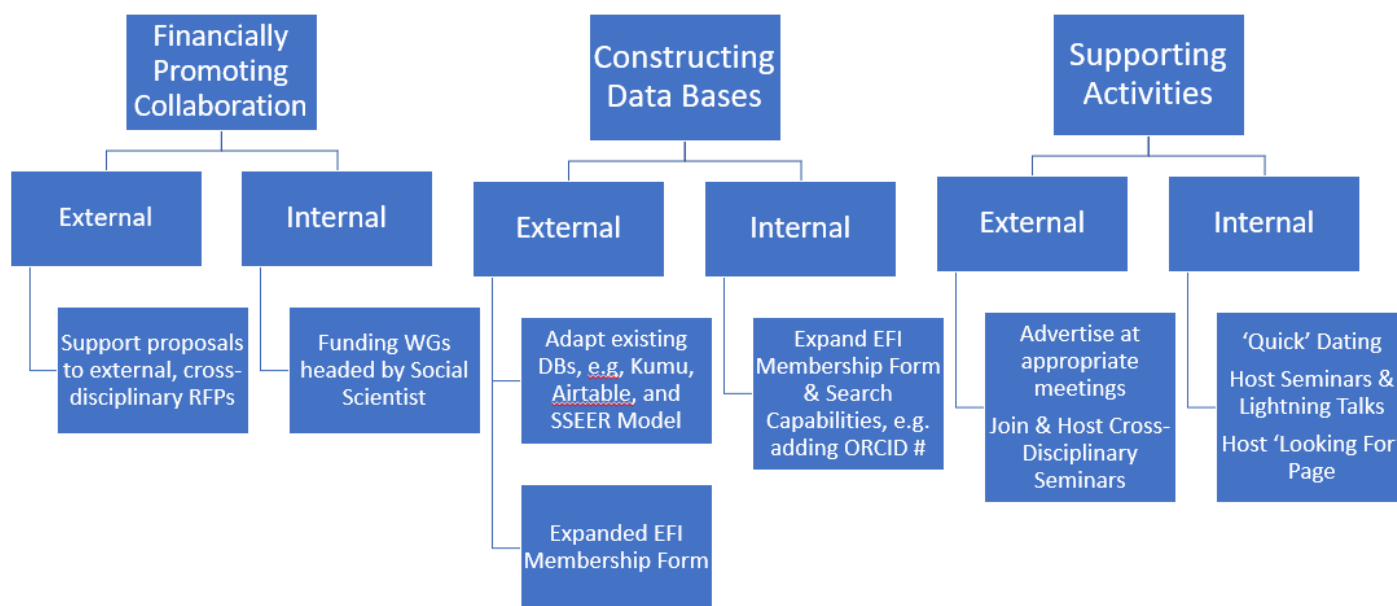 Financially
Promoting
Collaboration
External
Internal
Support proposals
to external, cross-
disciplinary RFPs
Funding WGs
headed by Social
Scientist
Constructing
Data Bases
External
Internal
Adapt existing
DBs, e.g, Kumu,
Airtable, and
SSEER Model
Expanded EFI
Membership Form
Expand EFI
Membership Form
& Search
Capabilities, e.g.
adding ORCID #
Supporting
Activities
External
Internal
Advertise at
appropriate
meetings
Join & Host Cross-
Disciplinary
Seminars
‘Quick’ Dating
Host Seminars &
Lightning Talks
Host ‘Looking For
Page